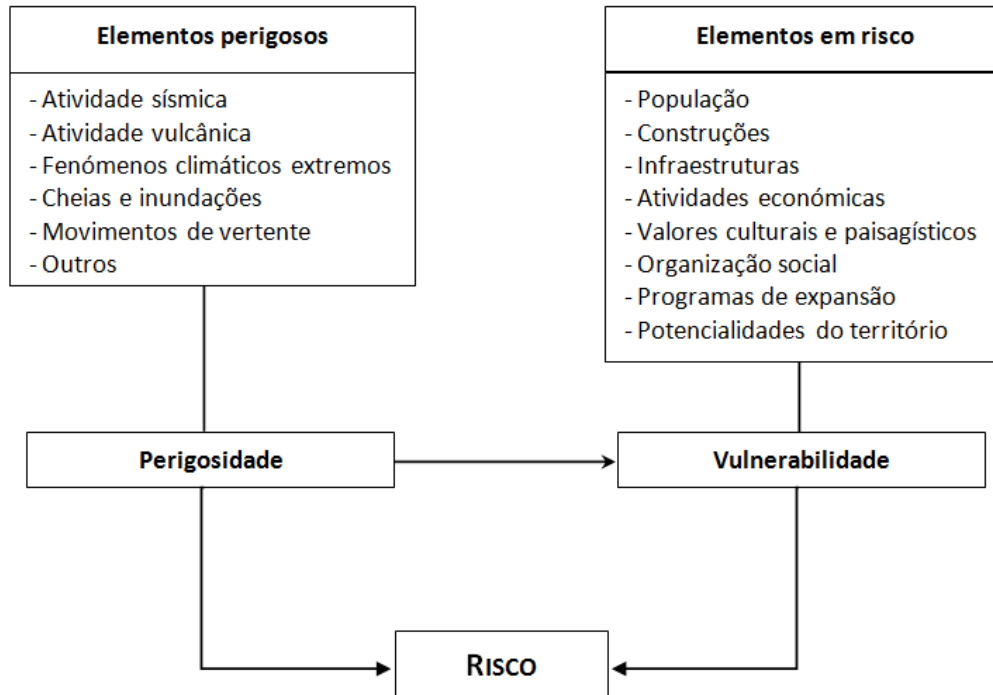 Elementos perigosos
- Atividade sísmica
- Atividade vulcânica
- Fenómenos climáticos extremos
- Cheias e inundações
- Movimentos de vertente
- Outros
Elementos em risco
- População
- Construções
- Infraestruturas
- Atividades económicas
- Valores culturais e paisagísticos
- Organização social
- Programas de expansão
- Potencialidades do território
Perigosidade
Vulnerabilidade
RISCO